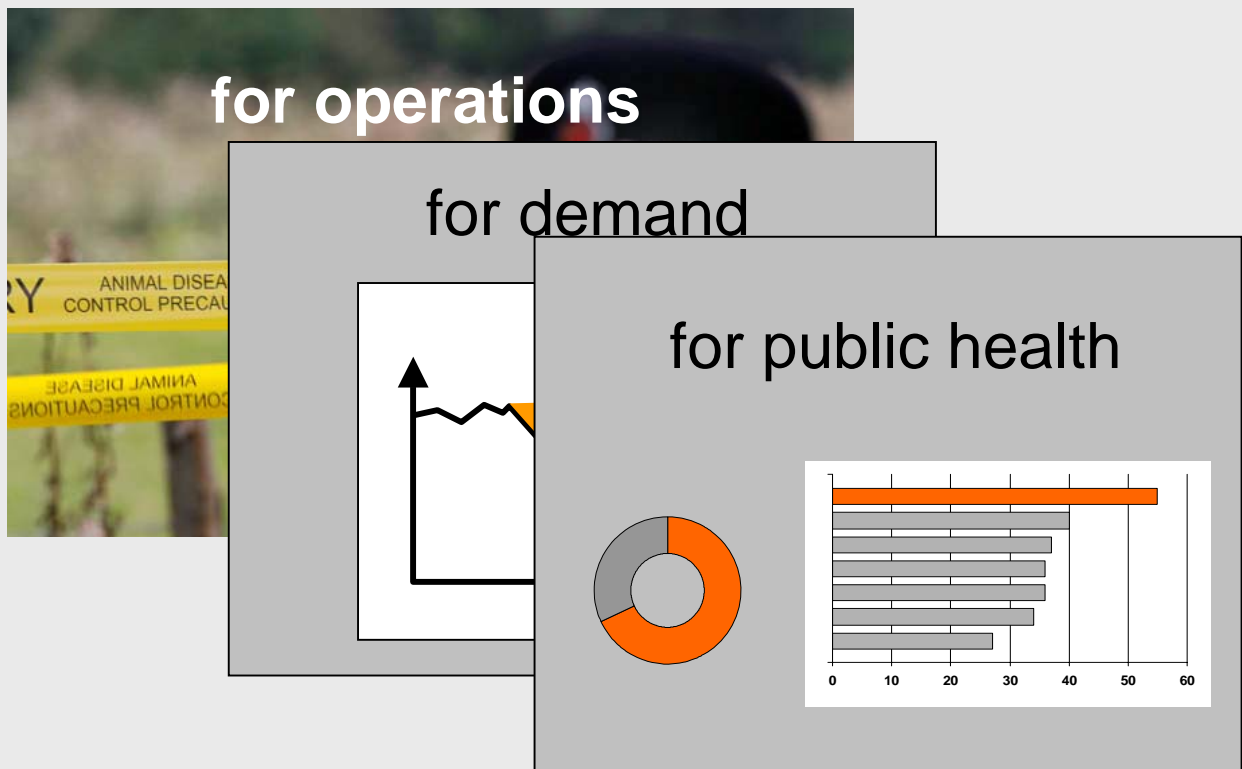 for operations
for demand
for public health
RY
ANIMAL DISEA
CONTROL PRECAU
ANIMAL DISEASE
CONTROL PRECAUTIONS
0 10 20 30 40 50 60